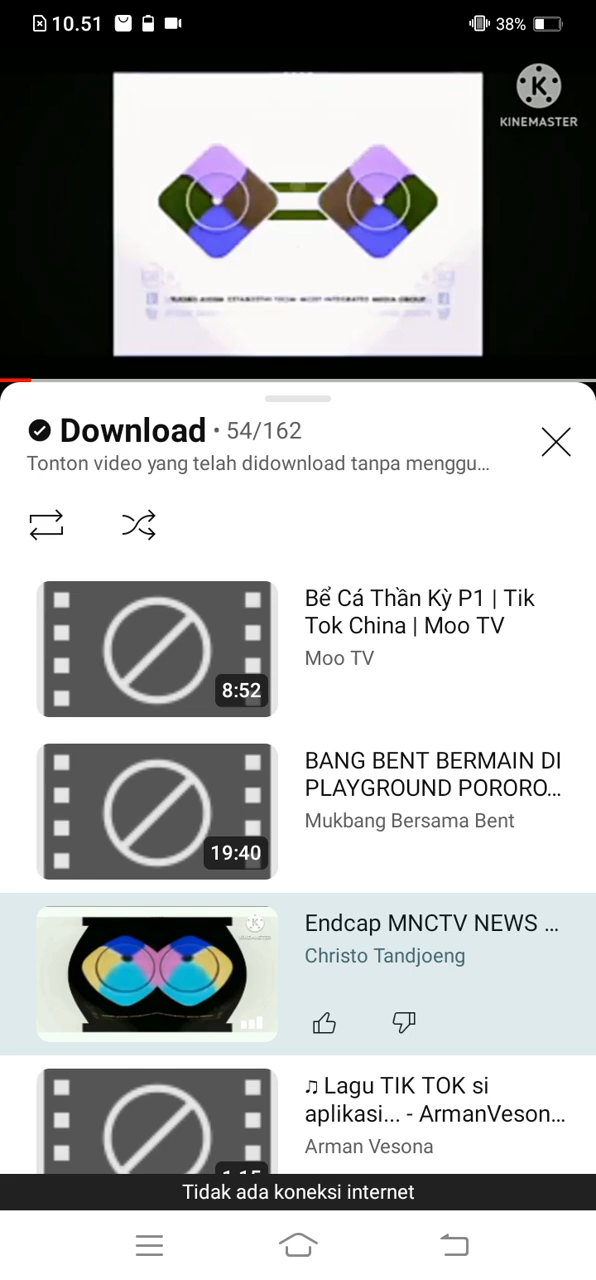 10.51
38%
K
KINEMASTER
Download · 54/162
Tonton video yang telah didownload tanpa menggu...
8:52
Bể Cá Thần Kỳ P1 | Tik
Tok China | Moo TV
Moo TV
19:40
BANG BENT BERMAIN DI
PLAYGROUND PORORO...
Mukbang Bersama Bent
Endcap MNCTV NEWS ...
Christo Tandjoeng
♫ Lagu TIK TOK si
aplikasi... - ArmanVeson...
Arman Vesona
Tidak ada koneksi internet